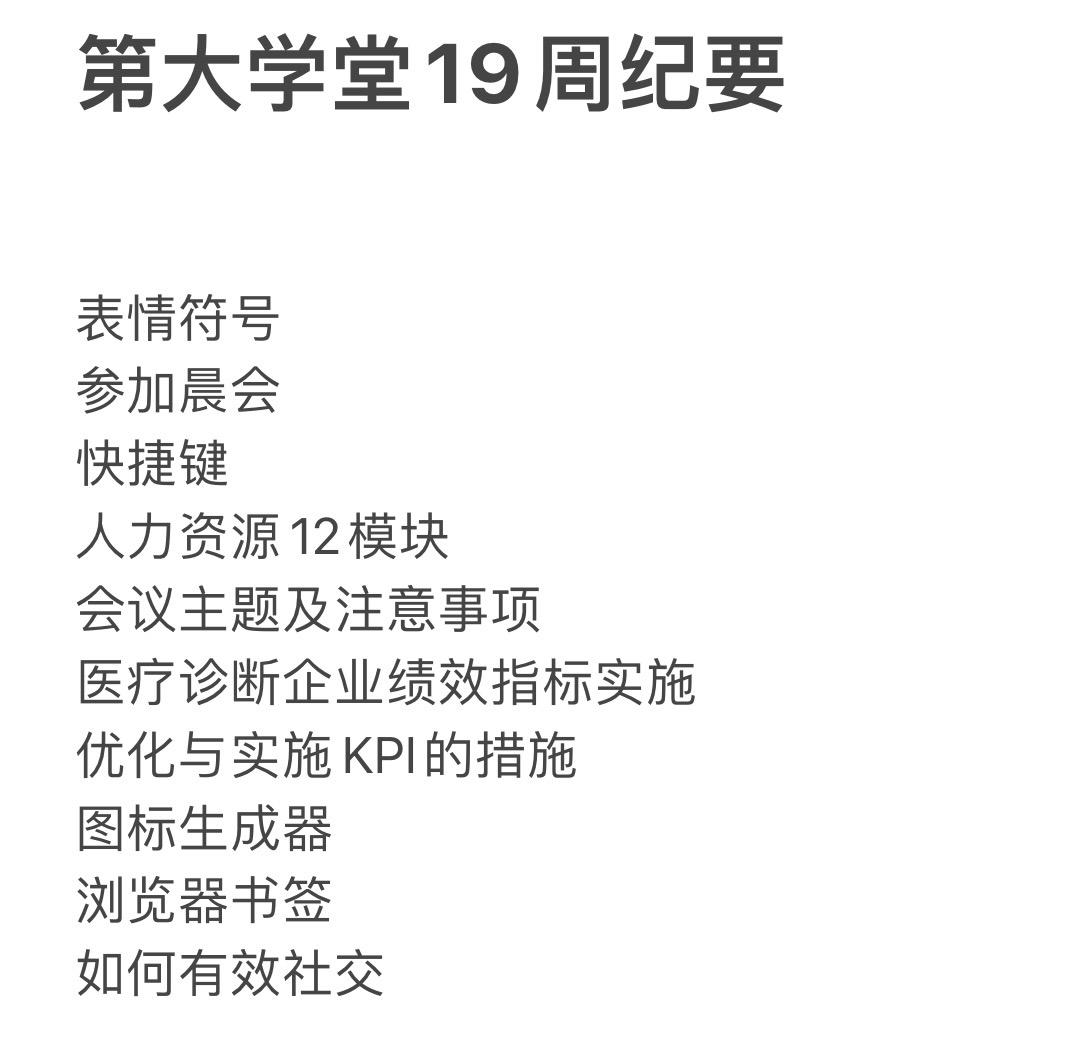 第大学堂19周纪要
表情符号
参加晨会
快捷键
人力资源12模块
会议主题及注意事项
医疗诊断企业绩效指标实施
优化与实施KPI的措施
图标生成器
浏览器书签
如何有效社交